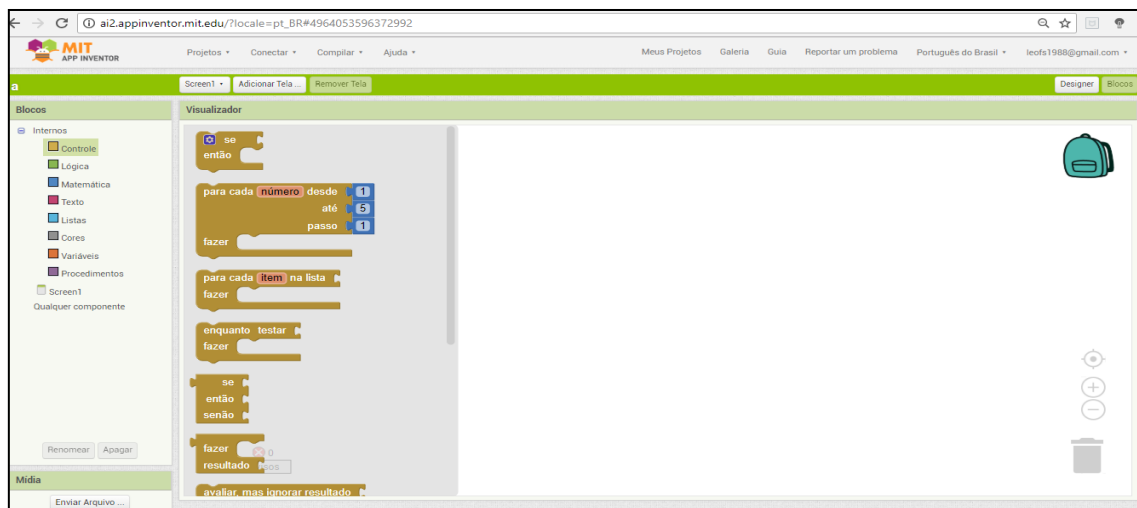 ai2.appinventor.mit.edu/?locale=pt_BR#4964053596372992
MIT
APP INVENTOR
Projetos Conectar Compilar Ajuda Meus Projetos Galeria Guia Reportar um problema Português do Brasil leofs1988@gmail.com
a Screen1 Adicionar Tela ... Remover Tela Designer Blocos
Blocos Visualizador
Internos
Controle
Lógica
Matemática
Texto
Listas
Cores
Variáveis
Procedimentos
Screen1
Qualquer componente
Renomear Apagar
Mídia
Enviar Arquivo ...
se
então
para cada número desde 1
até 5
passo 1
fazer
para cada item na lista
fazer
enquanto testar
fazer
se
então
senão
fazer
0
resultado
avaliar, mas ignorar resultado